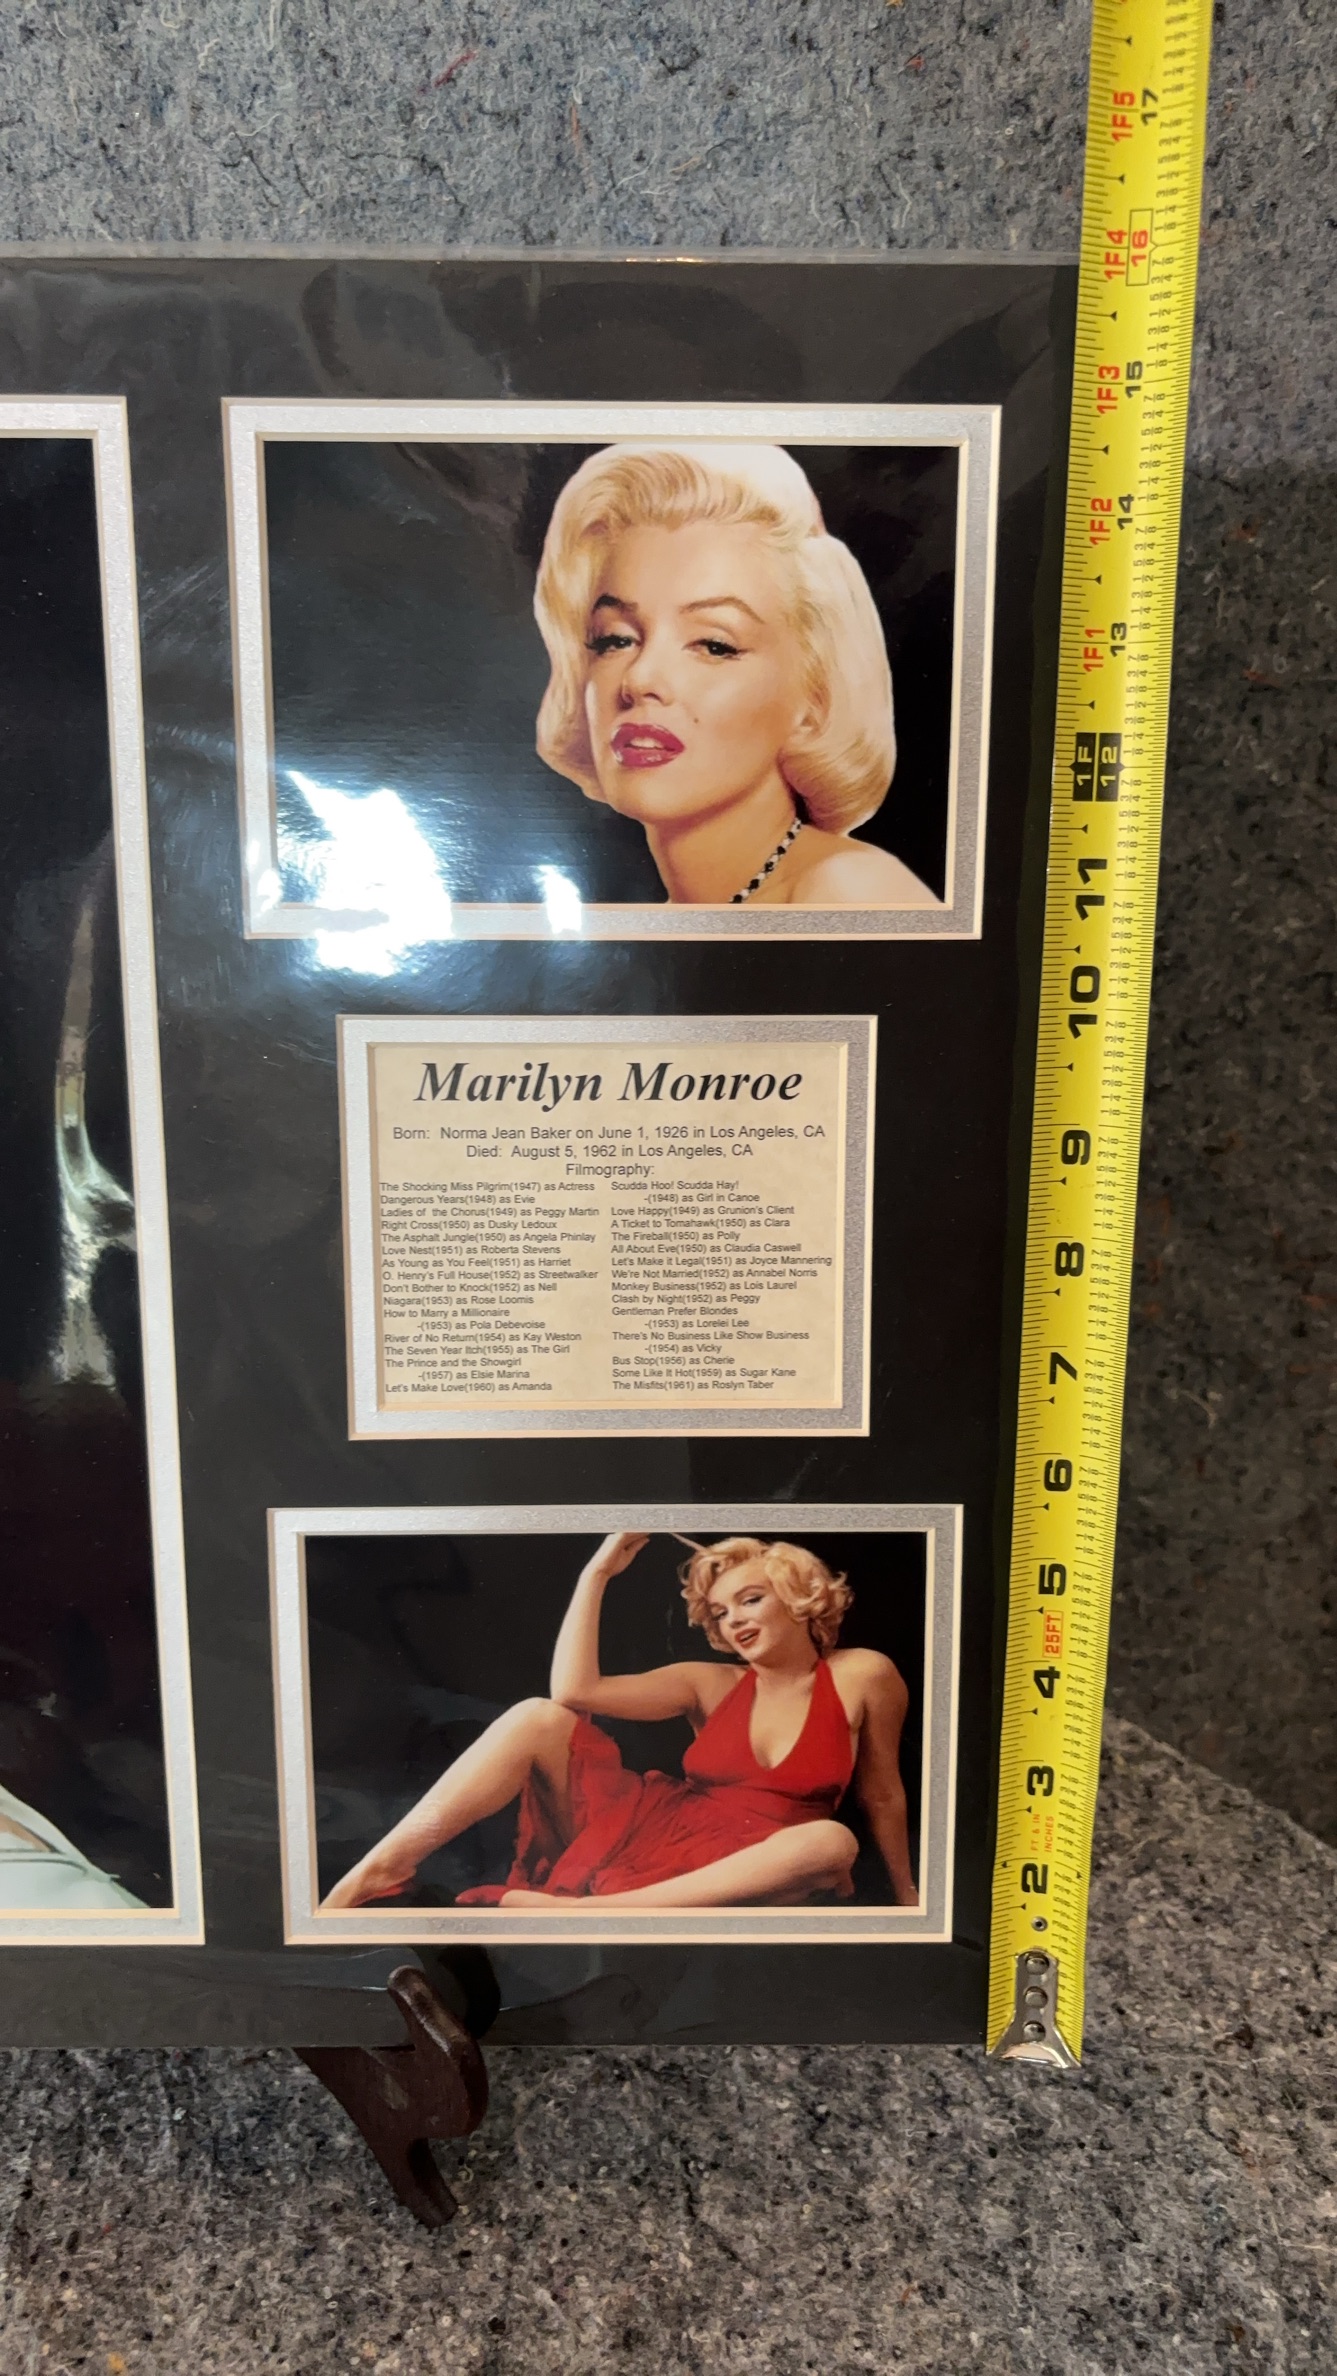 Marilyn Monroe
Born: Norma Jean Baker on June 1, 1926 in Los Angeles, CA
Died: August 5, 1962 in Los Angeles, CA
Filmography:
The Shocking Miss Pilgrim(1947) as Actress
Dangerous Years(1948) as Evie
Ladies of the Chorus(1949) as Peggy Martin
Right Cross(1950) as Dusky Ledoux
The Asphalt Jungle(1950) as Angela Phinlay
Love Nest(1951) as Roberta Stevens
As Young as You Feel(1951) as Harriet
O. Henry's Full House(1952) as Streetwalker
Don't Bother to Knock(1952) as Nell
Niagara(1953) as Rose Loomis
How to Marry a Millionaire
-(1953) as Pola Debevoise
River of No Return(1954) as Kay Weston
The Seven Year Itch(1955) as The Girl
The Prince and the Showgirl
-(1957) as Elsie Marina
Let's Make Love(1960) as Amanda
Scudda Hoo! Scudda Hay!
-(1948) as Girl in Canoe
Love Happy(1949) as Grunion's Client
A Ticket to Tomahawk(1950) as Clara
The Fireball(1950) as Polly
All About Eve(1950) as Claudia Caswell
Let's Make it Legal(1951) as Joyce Mannering
We're Not Married(1952) as Annabel Norris
Monkey Business(1952) as Lois Laurel
Clash by Night(1952) as Peggy
Gentleman Prefer Blondes
-(1953) as Lorelei Lee
There's No Business Like Show Business
-(1954) as Vicky
Bus Stop(1956) as Cherie
Some Like It Hot(1959) as Sugar Kane
The Misfits(1961) as Roslyn Taber
1F5 17
1F4 16
1F3 15
1F2 14
1F1 13
1F 12
11
10
9
8
7
6
5
25FT
4
3
FT & IN
INCHES
2